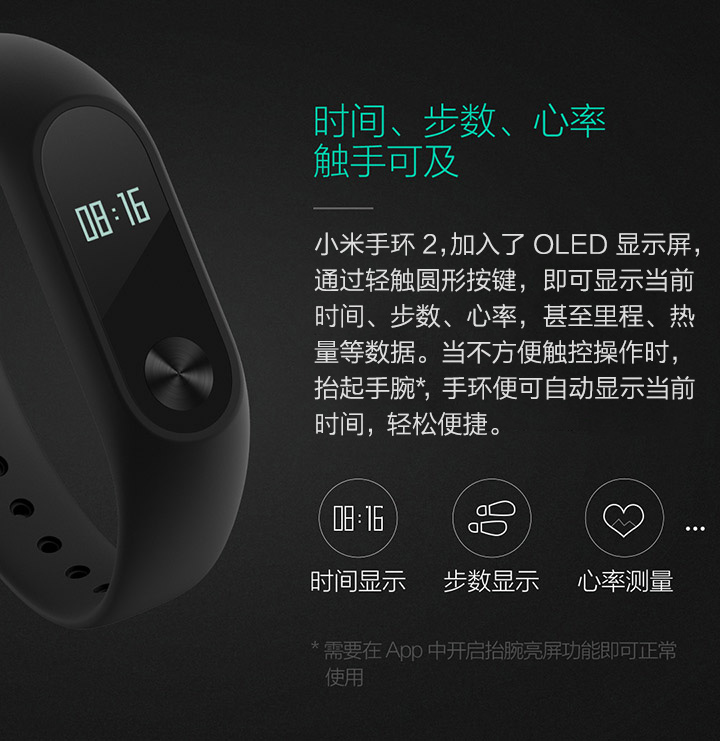 08:16
时间、步数、心率
触手可及
小米手环 2,加入了 OLED 显示屏,
通过轻触圆形按键，即可显示当前
时间、步数、心率，甚至里程、热
量等数据。当不方便触控操作时，
抬起手腕*, 手环便可自动显示当前
时间，轻松便捷。
08:16
...
时间显示 步数显示 心率测量
* 需要在 App 中开启抬腕亮屏功能即可正常
使用